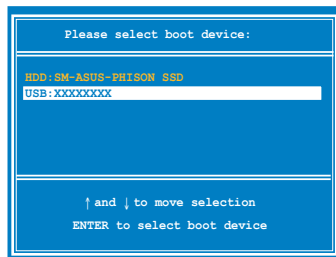 Please select boot device:
HDD:SM-ASUS-PHISON SSD
USB:XXXXXXXX
↑ and ↓ to move selection
ENTER to select boot device